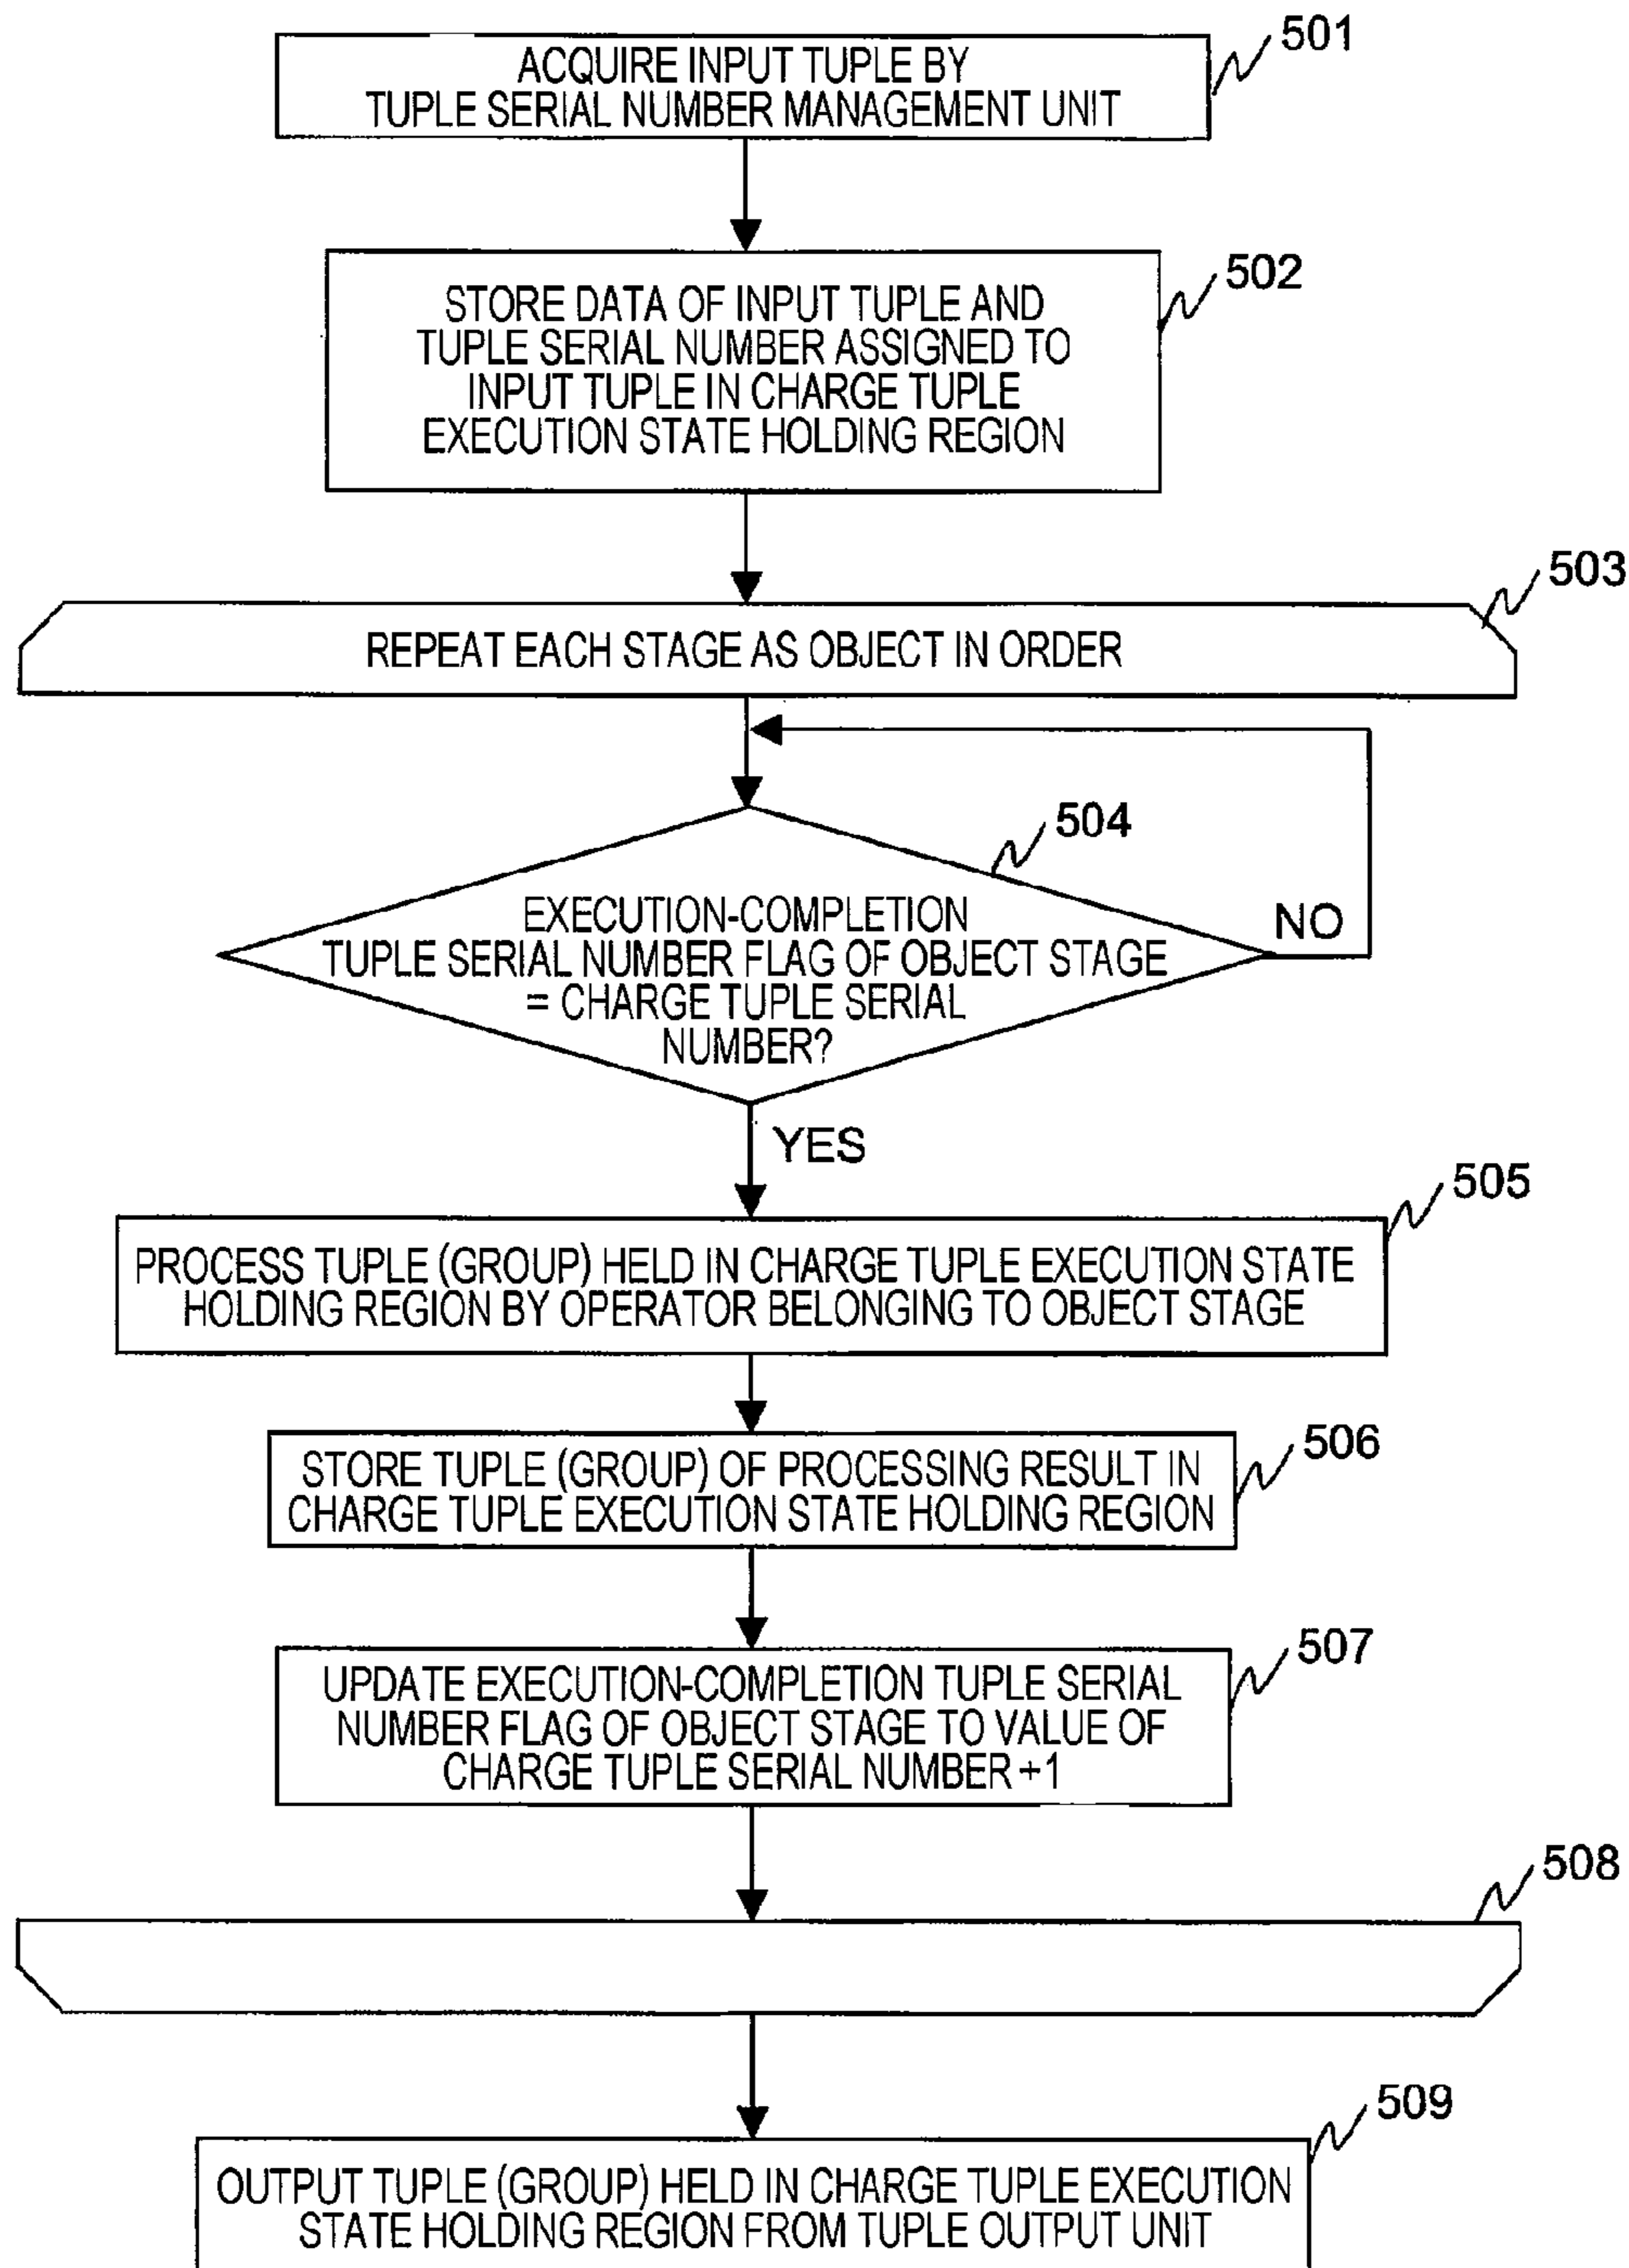 501
ACQUIRE INPUT TUPLE BY
TUPLE SERIAL NUMBER MANAGEMENT UNIT
502
STORE DATA OF INPUT TUPLE AND
TUPLE SERIAL NUMBER ASSIGNED TO
INPUT TUPLE IN CHARGE TUPLE
EXECUTION STATE HOLDING REGION
503
REPEAT EACH STAGE AS OBJECT IN ORDER
504
EXECUTION-COMPLETION
TUPLE SERIAL NUMBER FLAG OF OBJECT STAGE
= CHARGE TUPLE SERIAL
NUMBER?
NO
YES
505
PROCESS TUPLE (GROUP) HELD IN CHARGE TUPLE EXECUTION STATE
HOLDING REGION BY OPERATOR BELONGING TO OBJECT STAGE
506
STORE TUPLE (GROUP) OF PROCESSING RESULT IN
CHARGE TUPLE EXECUTION STATE HOLDING REGION
507
UPDATE EXECUTION-COMPLETION TUPLE SERIAL
NUMBER FLAG OF OBJECT STAGE TO VALUE OF
CHARGE TUPLE SERIAL NUMBER +1
508
509
OUTPUT TUPLE (GROUP) HELD IN CHARGE TUPLE EXECUTION
STATE HOLDING REGION FROM TUPLE OUTPUT UNIT